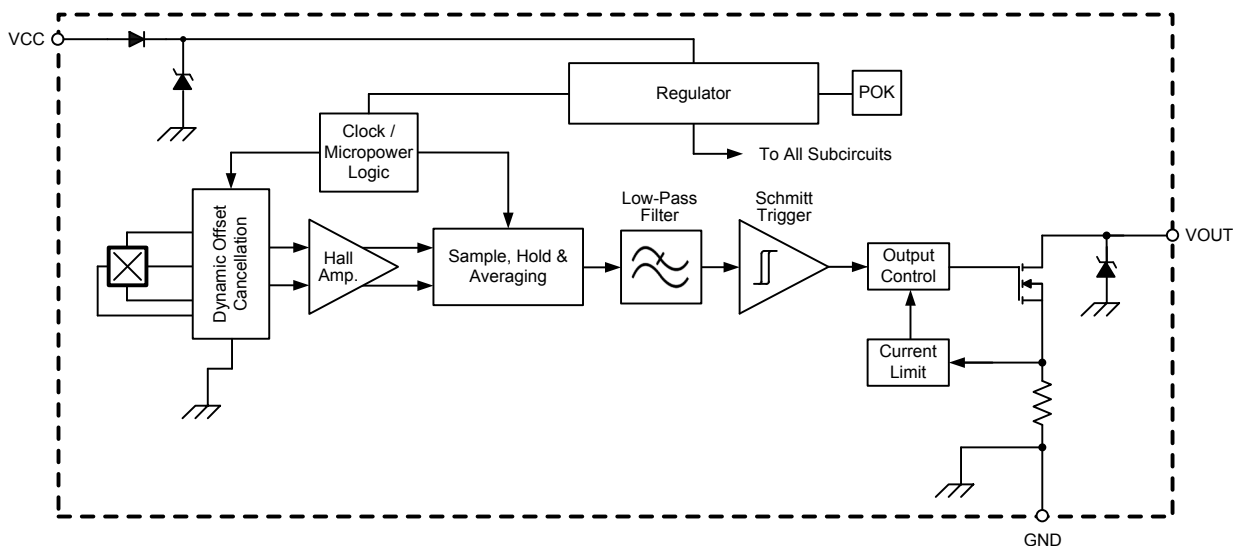 VCC
Regulator
POK
Clock /
Micropower
Logic
To All Subcircuits
Dynamic Offset
Cancellation
Hall
Amp.
Sample, Hold &
Averaging
Low-Pass
Filter
Schmitt
Trigger
Output
Control
VOUT
Current
Limit
GND